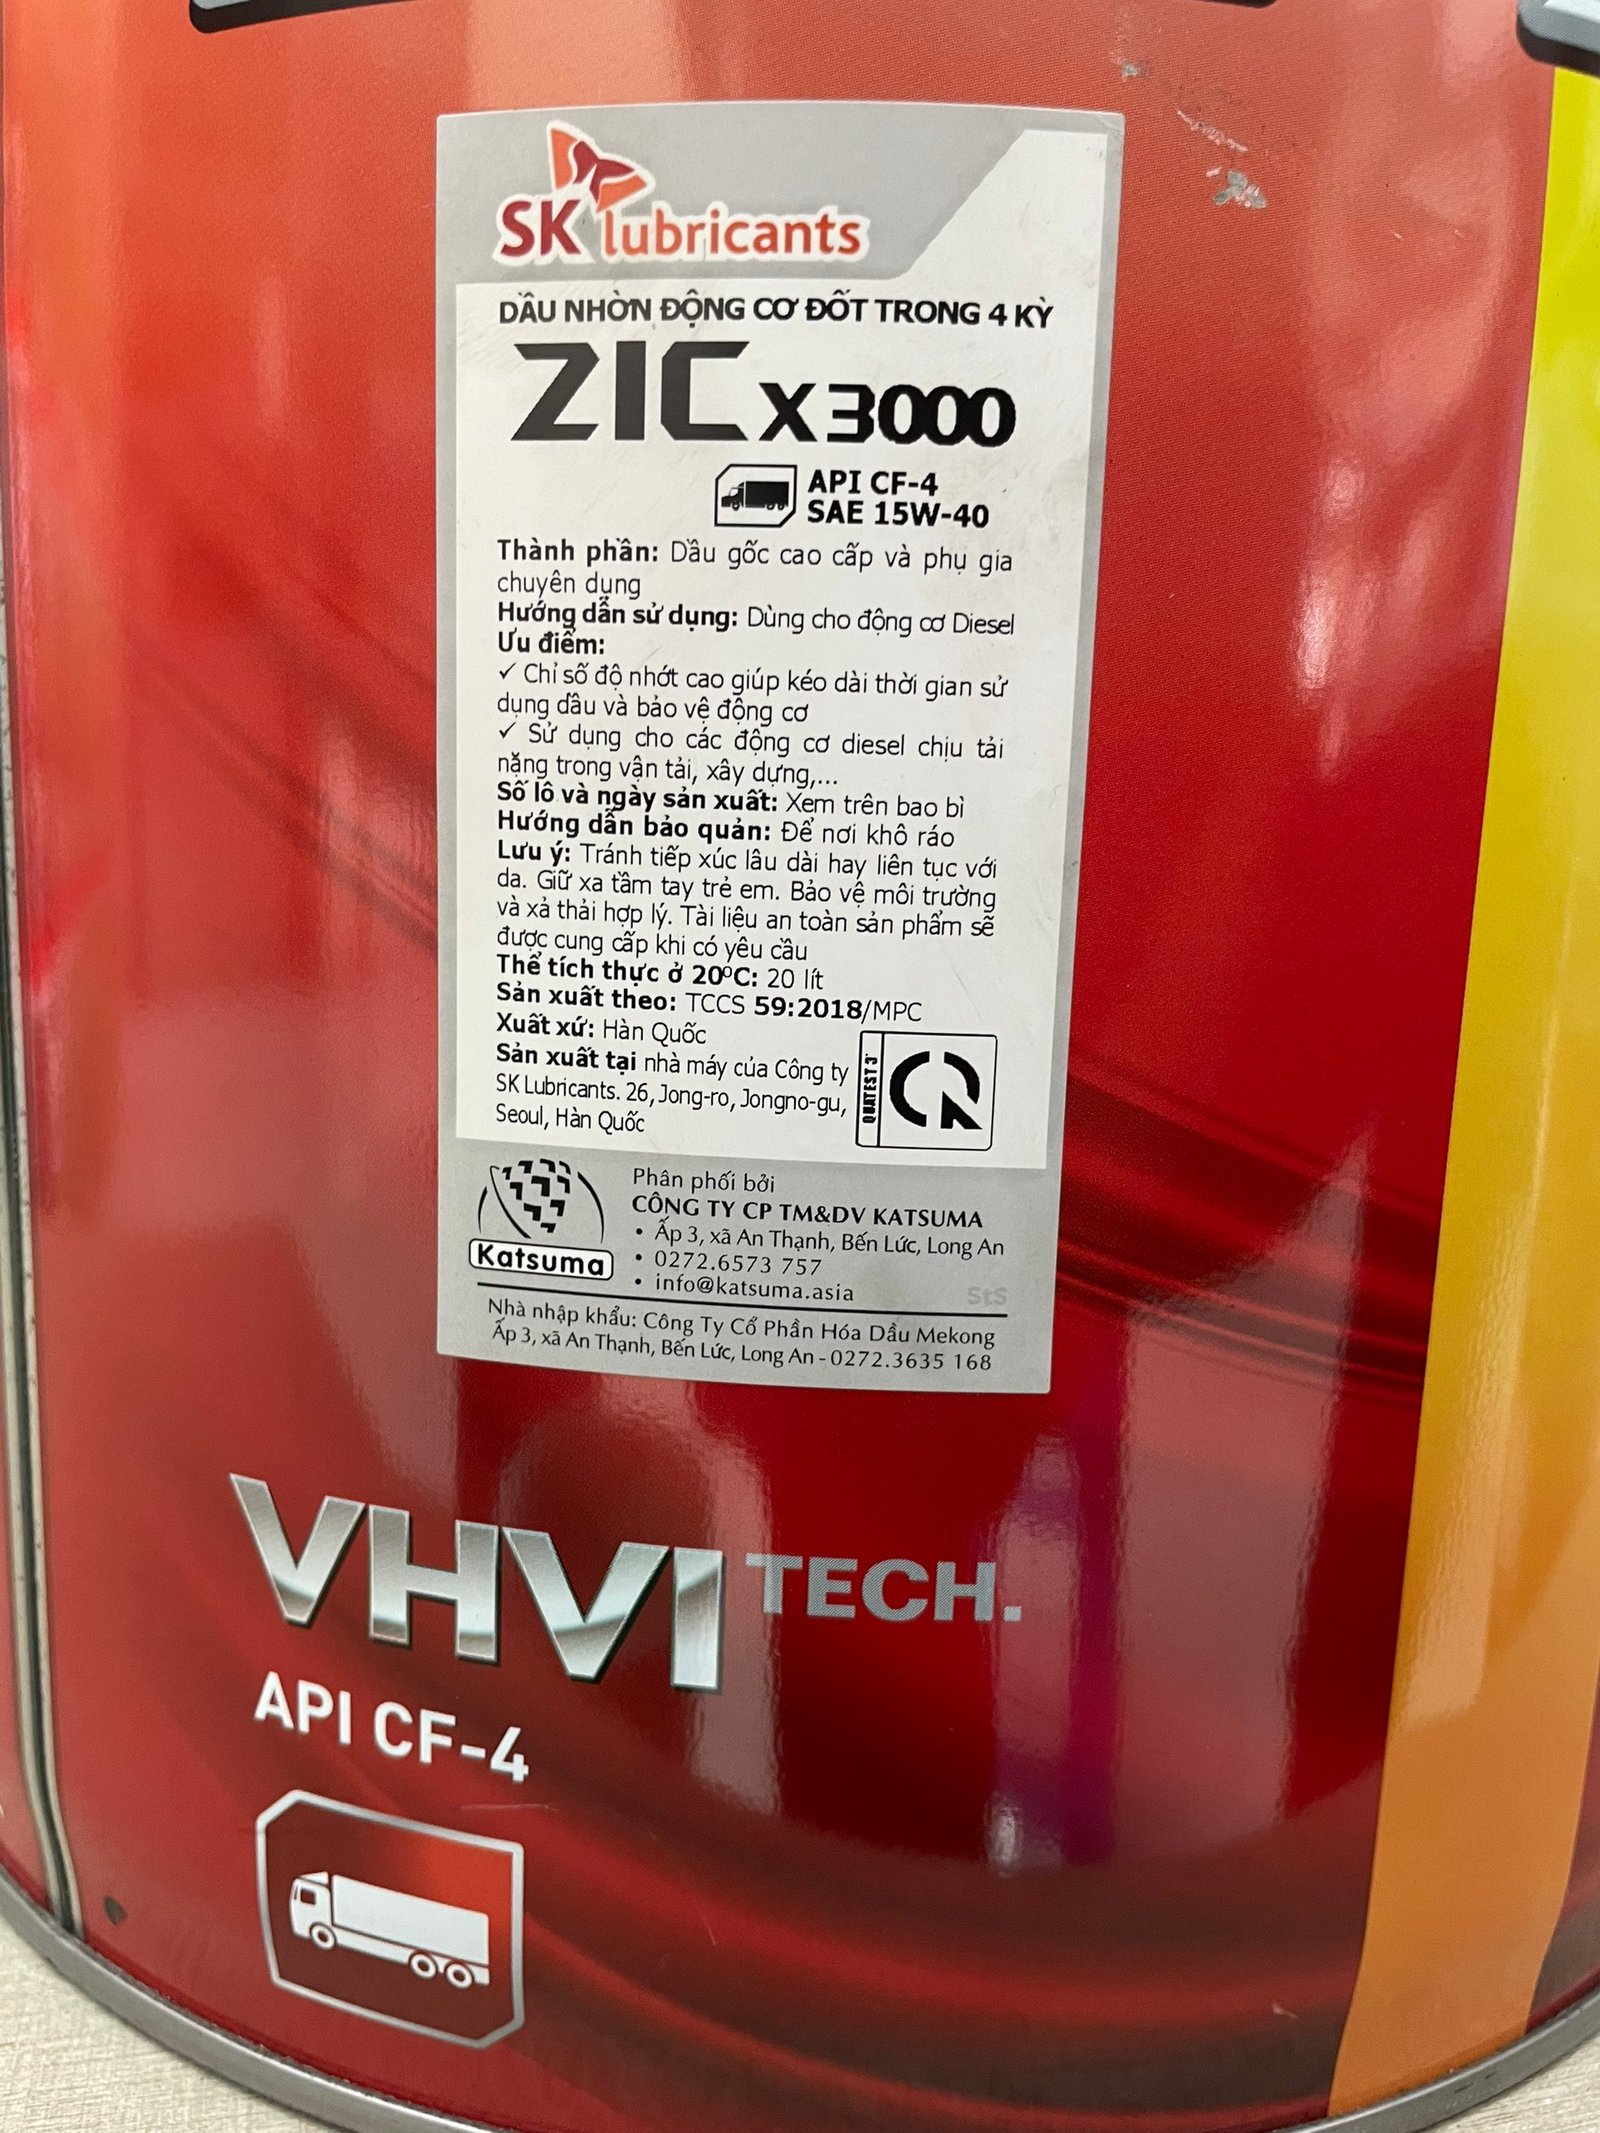 SK lubricants
DẦU NHỜN ĐỘNG CƠ ĐỐT TRONG 4 KỲ
ZIC X3000
API CF-4
SAE 15W-40
Thành phần: Dầu gốc cao cấp và phụ gia
chuyên dụng
Hướng dẫn sử dụng: Dùng cho động cơ Diesel
Ưu điểm:
✓ Chỉ số độ nhớt cao giúp kéo dài thời gian sử
dụng dầu và bảo vệ động cơ
✓ Sử dụng cho các động cơ diesel chịu tải
nặng trong vận tải, xây dựng,...
Số lô và ngày sản xuất: Xem trên bao bì
Hướng dẫn bảo quản: Để nơi khô ráo
Lưu ý: Tránh tiếp xúc lâu dài hay liên tục với
da. Giữ xa tầm tay trẻ em. Bảo vệ môi trường
và xả thải hợp lý. Tài liệu an toàn sản phẩm sẽ
được cung cấp khi có yêu cầu
Thể tích thực ở 20⁰C: 20 lít
Sản xuất theo: TCCS 59:2018/MPC
Xuất xứ: Hàn Quốc
Sản xuất tại nhà máy của Công ty
SK Lubricants. 26, Jong-ro, Jongno-gu,
Seoul, Hàn Quốc
QUATEST 3
Katsuma
Phân phối bởi
CÔNG TY CP TM&DV KATSUMA
• Ấp 3, xã An Thạnh, Bến Lức, Long An
• 0272.6573 757
• info@katsuma.asia
StS
Nhà nhập khẩu: Công Ty Cổ Phần Hóa Dầu Mekong
Ấp 3, xã An Thạnh, Bến Lức, Long An - 0272.3635 168
VHVI TECH.
API CF-4